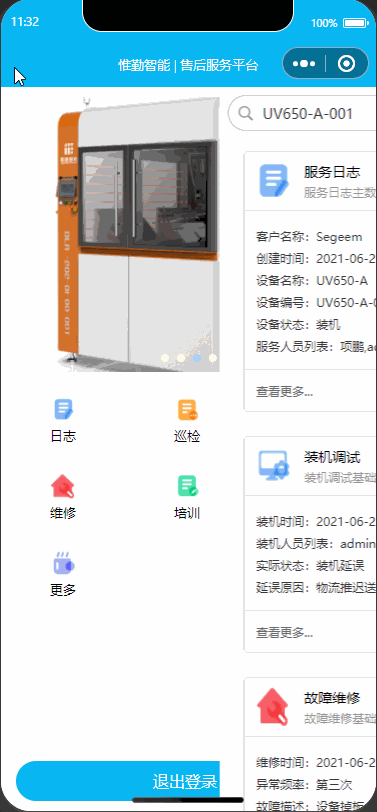 11:32
100%
惟勤智能 | 售后服务平台
UV650-A-001
服务日志
服务日志主数
客户名称：Segeem
创建时间：2021-06-2
设备名称：UV650-A
设备编号：UV650-A-0
设备状态：装机
服务人员列表：项鹏,ad
查看更多...
日志
巡检
维修
培训
更多
装机调试
装机调试基础
装机时间：2021-06-2
装机人员列表：admin
实际状态：装机延误
延误原因：物流推迟送
查看更多...
故障维修
故障维修基础
维修时间：2021-06-2
异常频率：第三次
故障描述：设备掉板
退出登录